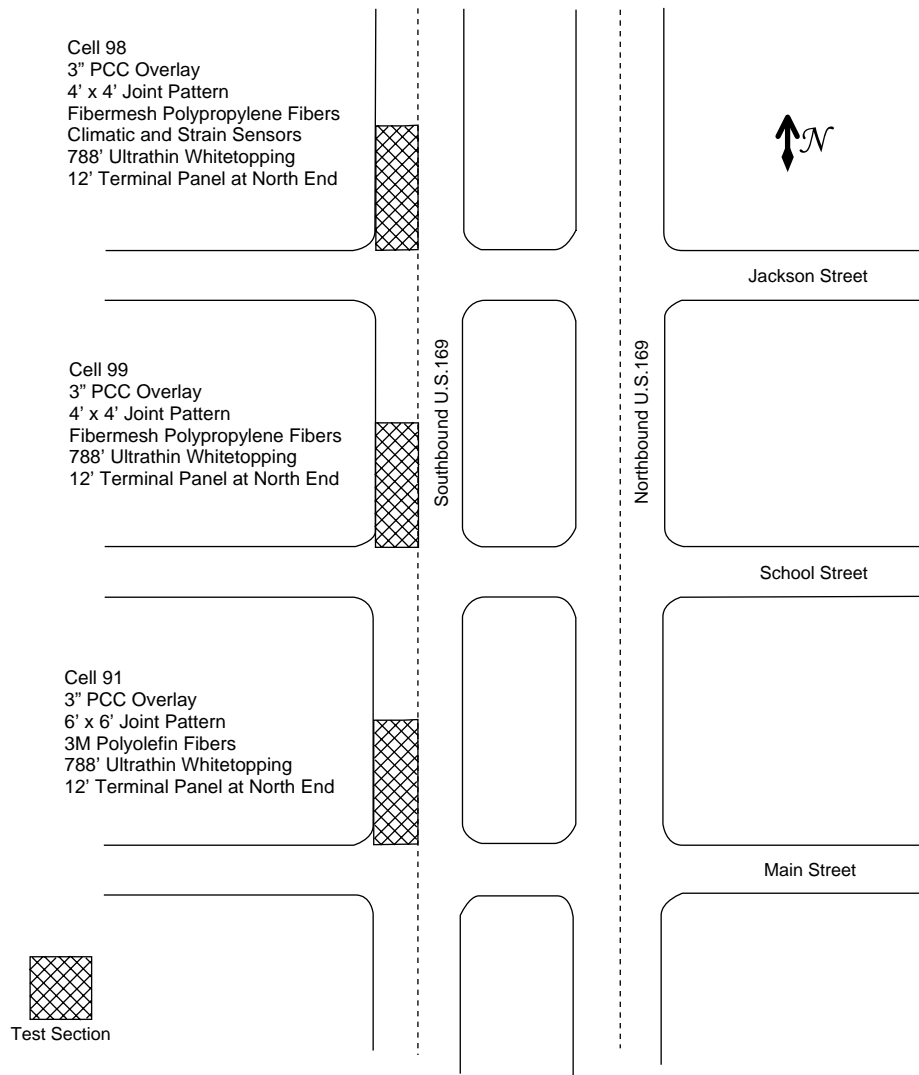 Cell 98
3” PCC Overlay
4’ x 4’ Joint Pattern
Fibermesh Polypropylene Fibers
Climatic and Strain Sensors
788’ Ultrathin Whitetopping
12’ Terminal Panel at North End
N
Jackson Street
Cell 99
3” PCC Overlay
4’ x 4’ Joint Pattern
Fibermesh Polypropylene Fibers
788’ Ultrathin Whitetopping
12’ Terminal Panel at North End
Southbound U.S.169
Northbound U.S.169
School Street
Cell 91
3” PCC Overlay
6’ x 6’ Joint Pattern
3M Polyolefin Fibers
788’ Ultrathin Whitetopping
12’ Terminal Panel at North End
Main Street
Test Section